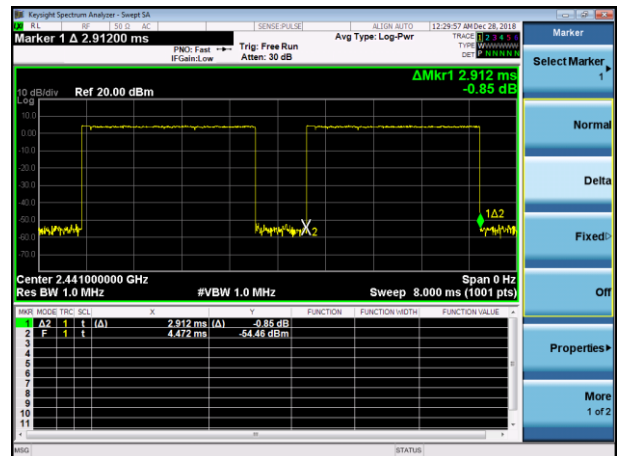 Keysight Spectrum Analyzer - Swept SA
RL RF 50 Ω AC SENSE:PULSE ALIGN AUTO 12:29:57 AM Dec 28, 2018
Marker 1 Δ 2.91200 ms
PNO: Fast
IFGain:Low
Trig: Free Run
Atten: 30 dB
Avg Type: Log-Pwr
TRACE 1 2 3 4 5 6
TYPE WWWWWW
DET P N N N N N
ΔMkr1 2.912 ms
-0.85 dB
10 dB/div Ref 20.00 dBm
Log
10.0
0.00
-10.0
-20.0
-30.0
-40.0
-50.0
-60.0
-70.0
1Δ2
X2
Center 2.441000000 GHz Span 0 Hz
Res BW 1.0 MHz #VBW 1.0 MHz Sweep 8.000 ms (1001 pts)
MKR MODE TRC SCL X Y FUNCTION FUNCTION WIDTH FUNCTION VALUE
1 Δ2 1 t (Δ) 2.912 ms (Δ) -0.85 dB
2 F 1 t 4.472 ms -54.46 dBm
3
4
5
6
7
8
9
10
11
MSG STATUS
Marker
Select Marker
1
Normal
Delta
Fixed
Off
Properties
More
1 of 2